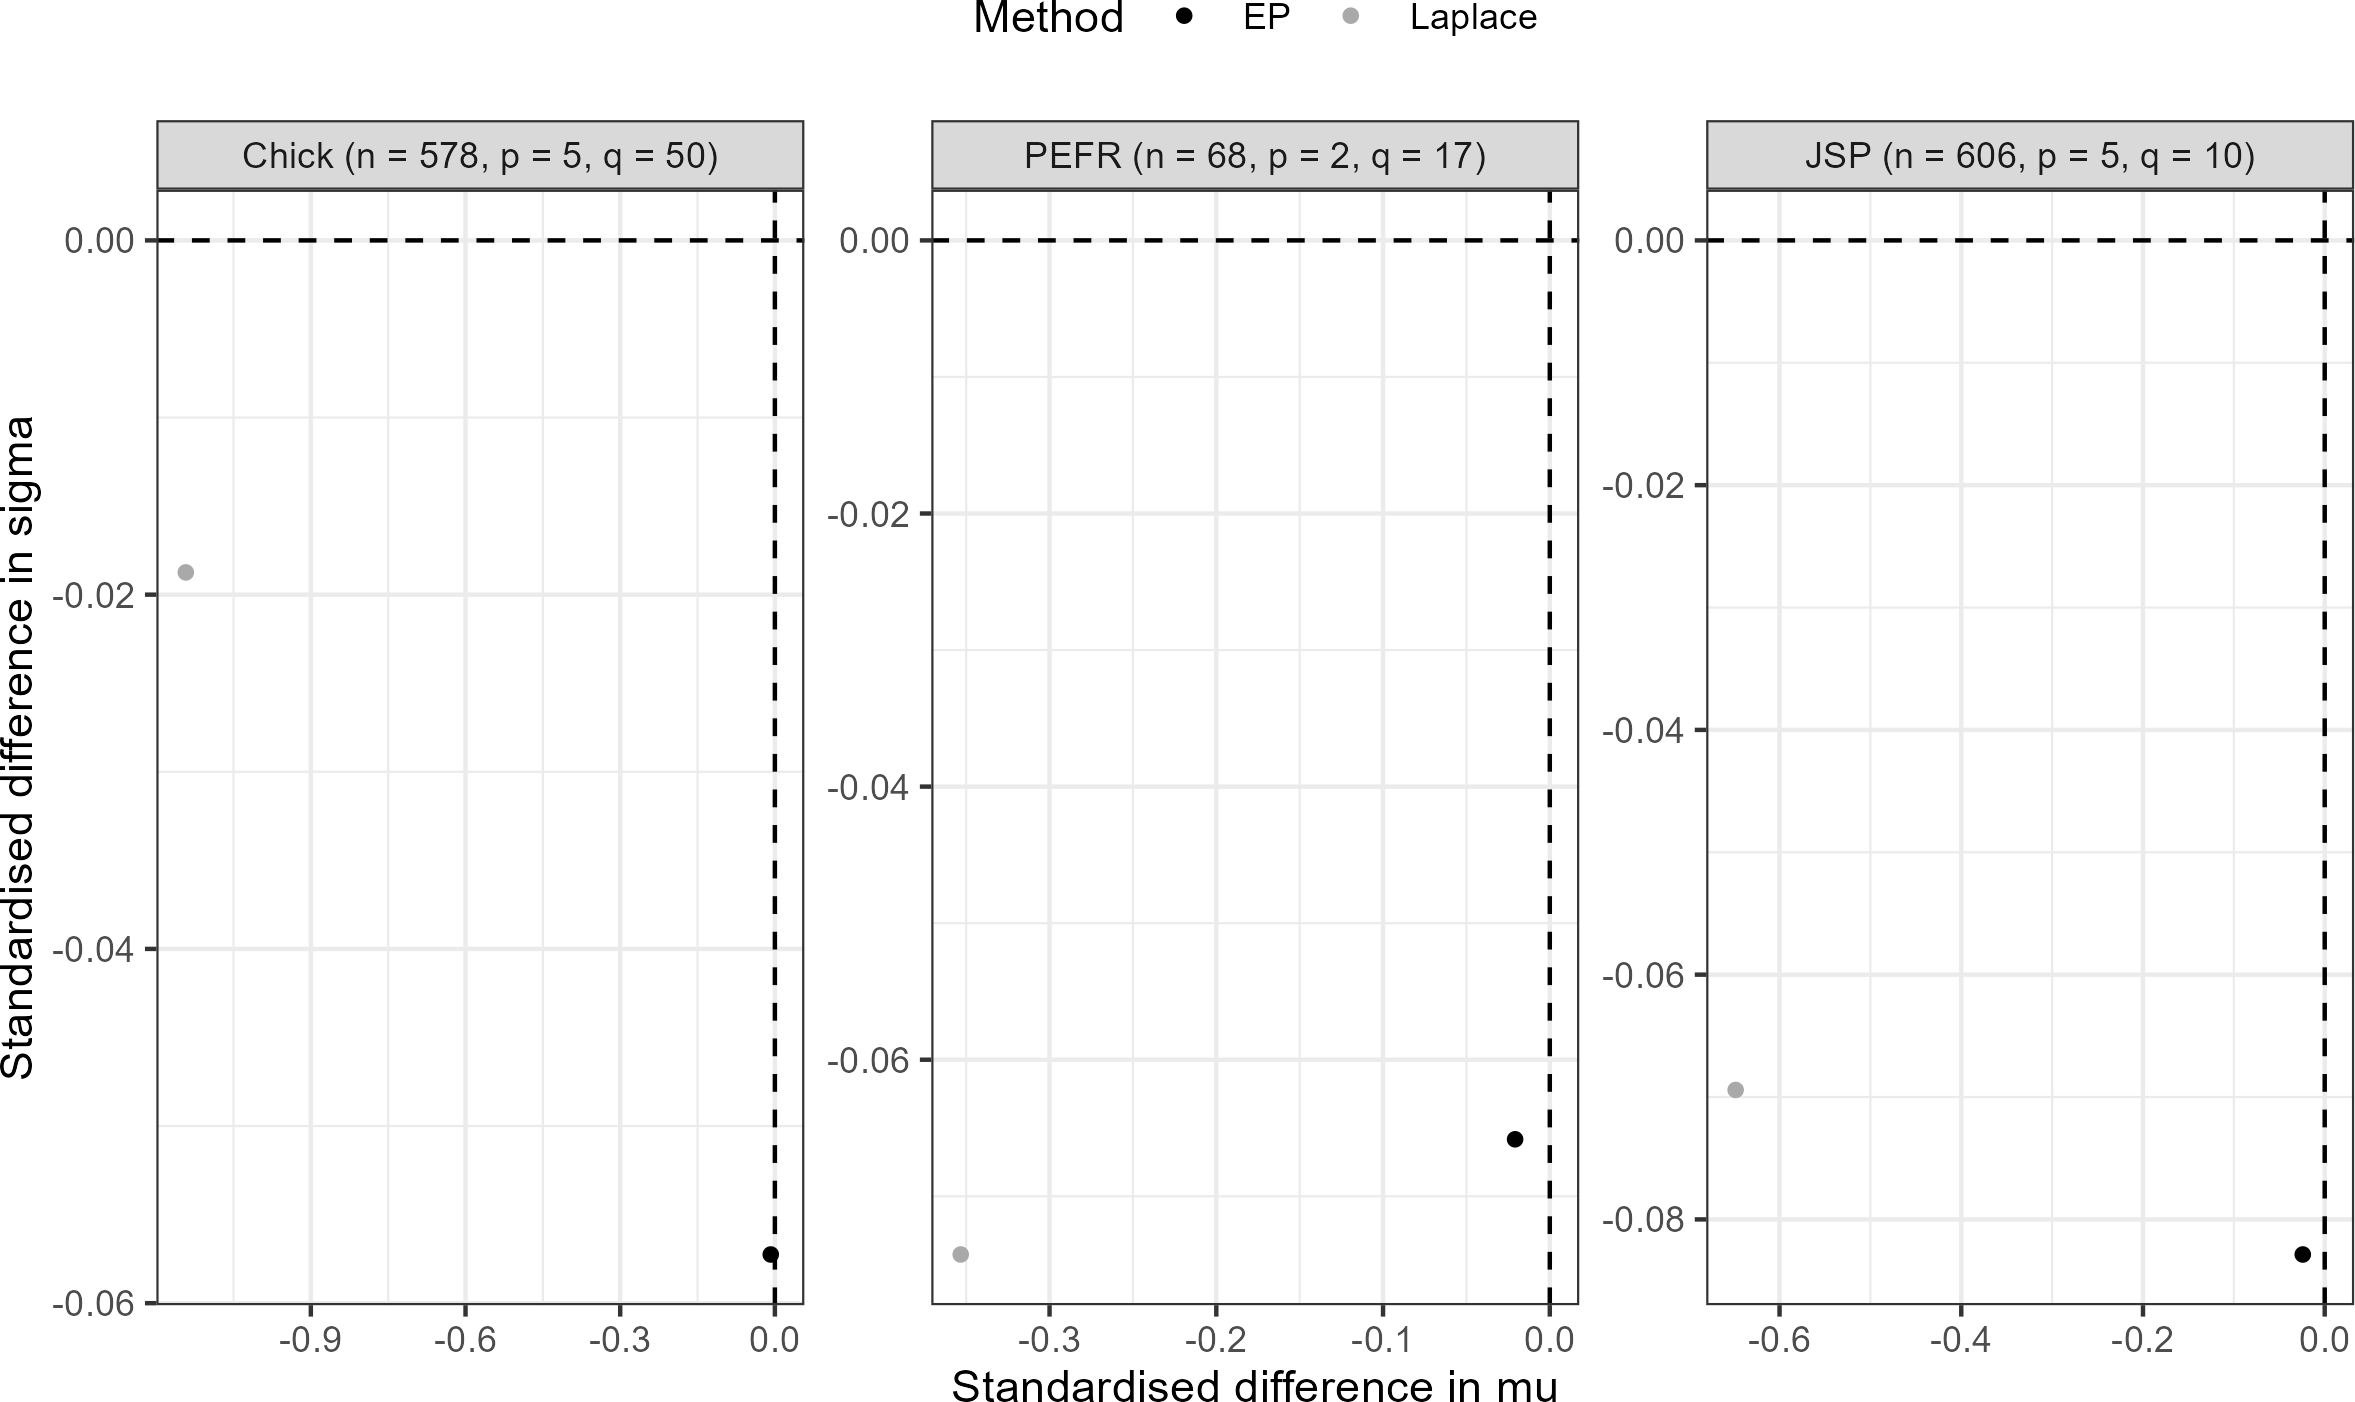 Method EP Laplace
Chick (n = 578, p = 5, q = 50)
PEFR (n = 68, p = 2, q = 17)
JSP (n = 606, p = 5, q = 10)
Standardised difference in sigma
0.00
-0.02
-0.04
-0.06
0.00
-0.02
-0.04
-0.06
0.00
-0.02
-0.04
-0.06
-0.08
-0.9 -0.6 -0.3 0.0
-0.3 -0.2 -0.1 0.0
-0.6 -0.4 -0.2 0.0
Standardised difference in mu